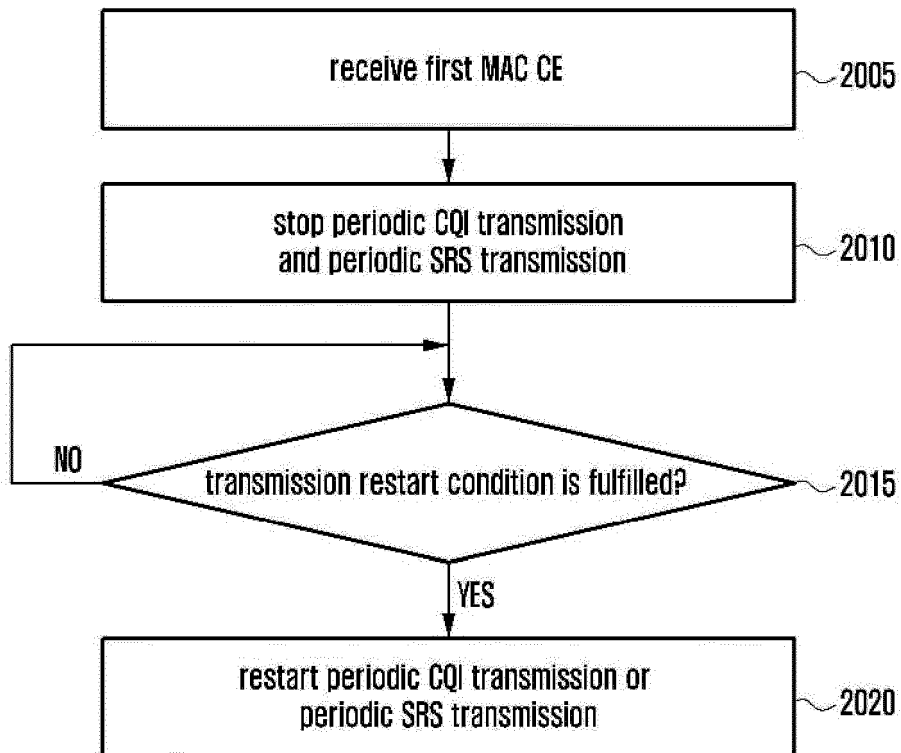 receive first MAC CE
2005
stop periodic CQI transmission
and periodic SRS transmission
2010
NO
transmission restart condition is fulfilled?
2015
YES
restart periodic CQI transmission or
periodic SRS transmission
2020